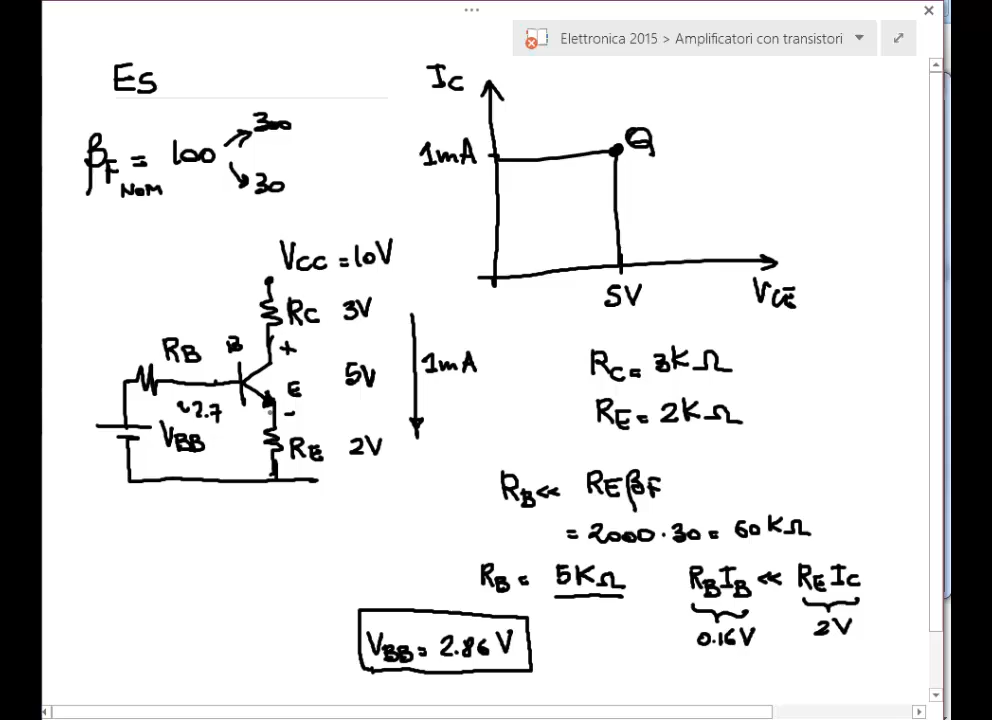 Elettronica 2015 > Amplificatori con transistori
Es
βF NOM = 100
300
30
IC
1mA
Q
5V
VCE
VCC = 10V
RC 3V
RB
B
+
E
5V
1mA
-
~2.7
VBB
RE 2V
RC = 3KΩ
RE = 2KΩ
RB << RE βF
= 2000 · 30 = 60KΩ
RB = 5KΩ
RB IB << RE IC
0.16V
2V
VBB = 2.86 V